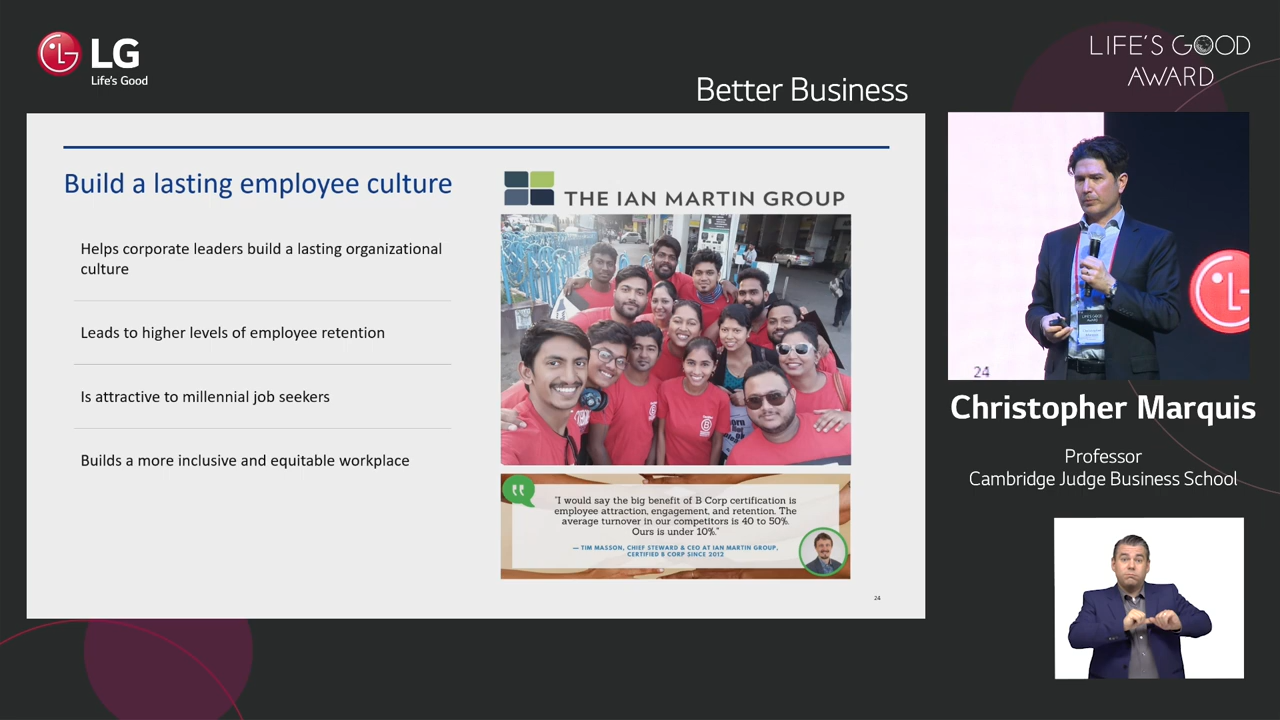 LG
Life's Good
LIFE'S GOOD
AWARD
Better Business
Build a lasting employee culture
THE IAN MARTIN GROUP
Helps corporate leaders build a lasting organizational
culture
Leads to higher levels of employee retention
Is attractive to millennial job seekers
Builds a more inclusive and equitable workplace
"I would say the big benefit of B Corp certification is
employee attraction, engagement, and retention. The
average turnover in our competitors is 40 to 50%.
Ours is under 10%."
— TIM MASSON, CHIEF STEWARD & CEO AT IAN MARTIN GROUP,
CERTIFIED B CORP SINCE 2012
24
24
Christopher Marquis
Professor
Cambridge Judge Business School